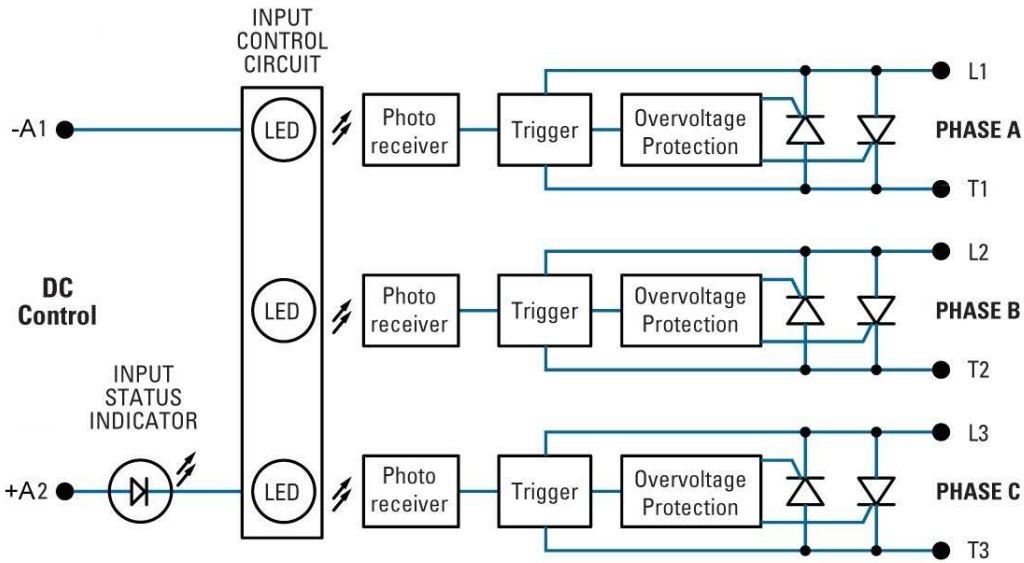 INPUT
CONTROL
CIRCUIT
-A1
LED
Photo
receiver
Trigger
Overvoltage
Protection
L1
PHASE A
T1
DC
Control
LED
Photo
receiver
Trigger
Overvoltage
Protection
L2
PHASE B
T2
INPUT
STATUS
INDICATOR
+A2
LED
Photo
receiver
Trigger
Overvoltage
Protection
L3
PHASE C
T3